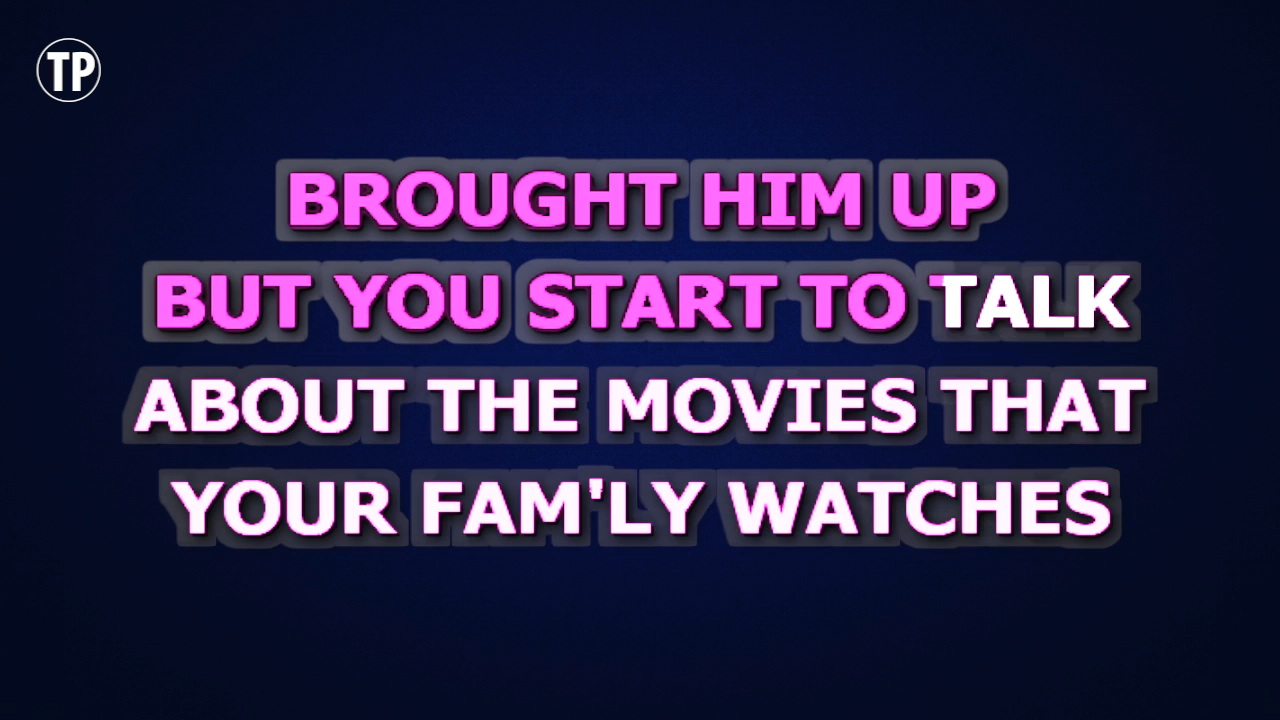 TP
BROUGHT HIM UP
BUT YOU START TO TALK
ABOUT THE MOVIES THAT
YOUR FAM'LY WATCHES